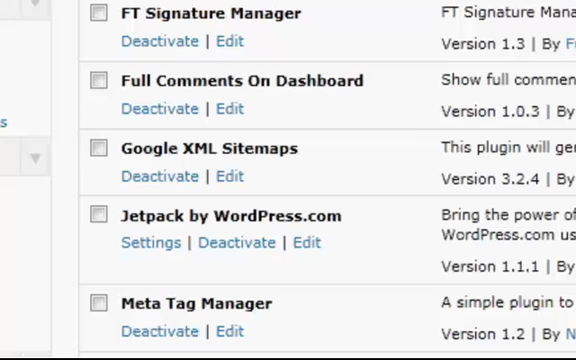 FT Signature Manager
FT Signature
Deactivate | Edit
Version 1.3 | By
Full Comments On Dashboard
Show full
Deactivate | Edit
Version 1.0.3 | By
Google XML Sitemaps
This plugin will
Deactivate | Edit
Version 3.2.4 | By
Jetpack by WordPress.com
Bring the power of
WordPress.com
Settings | Deactivate | Edit
Version 1.1.1 | By
Meta Tag Manager
A simple plugin to
Deactivate | Edit
Version 1.2 | By